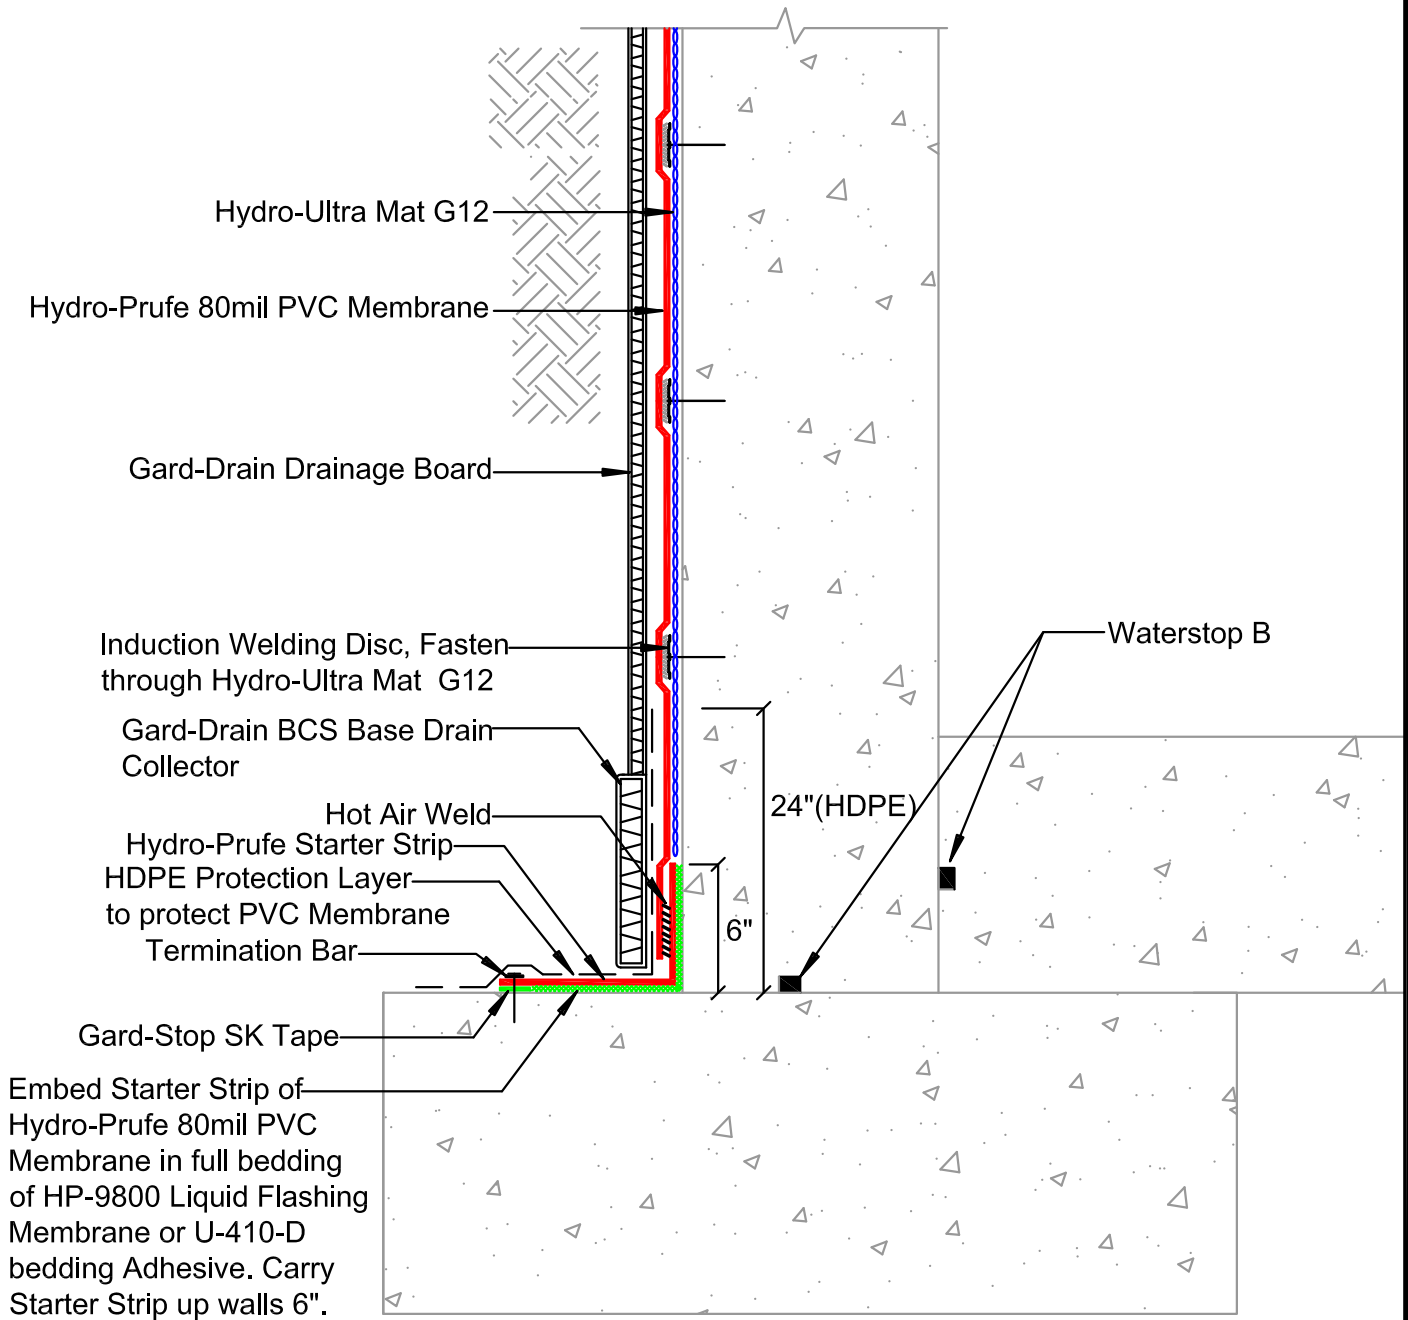 Hydro-Ultra Mat G12
Hydro-Prufe 80mil PVC Membrane
Gard-Drain Drainage Board
Induction Welding Disc, Fasten
through Hydro-Ultra Mat G12
Waterstop B
Gard-Drain BCS Base Drain
Collector
24"(HDPE)
Hot Air Weld
Hydro-Prufe Starter Strip
HDPE Protection Layer
to protect PVC Membrane
6"
Termination Bar
Gard-Stop SK Tape
Embed Starter Strip of
Hydro-Prufe 80mil PVC
Membrane in full bedding
of HP-9800 Liquid Flashing
Membrane or U-410-D
bedding Adhesive. Carry
Starter Strip up walls 6".